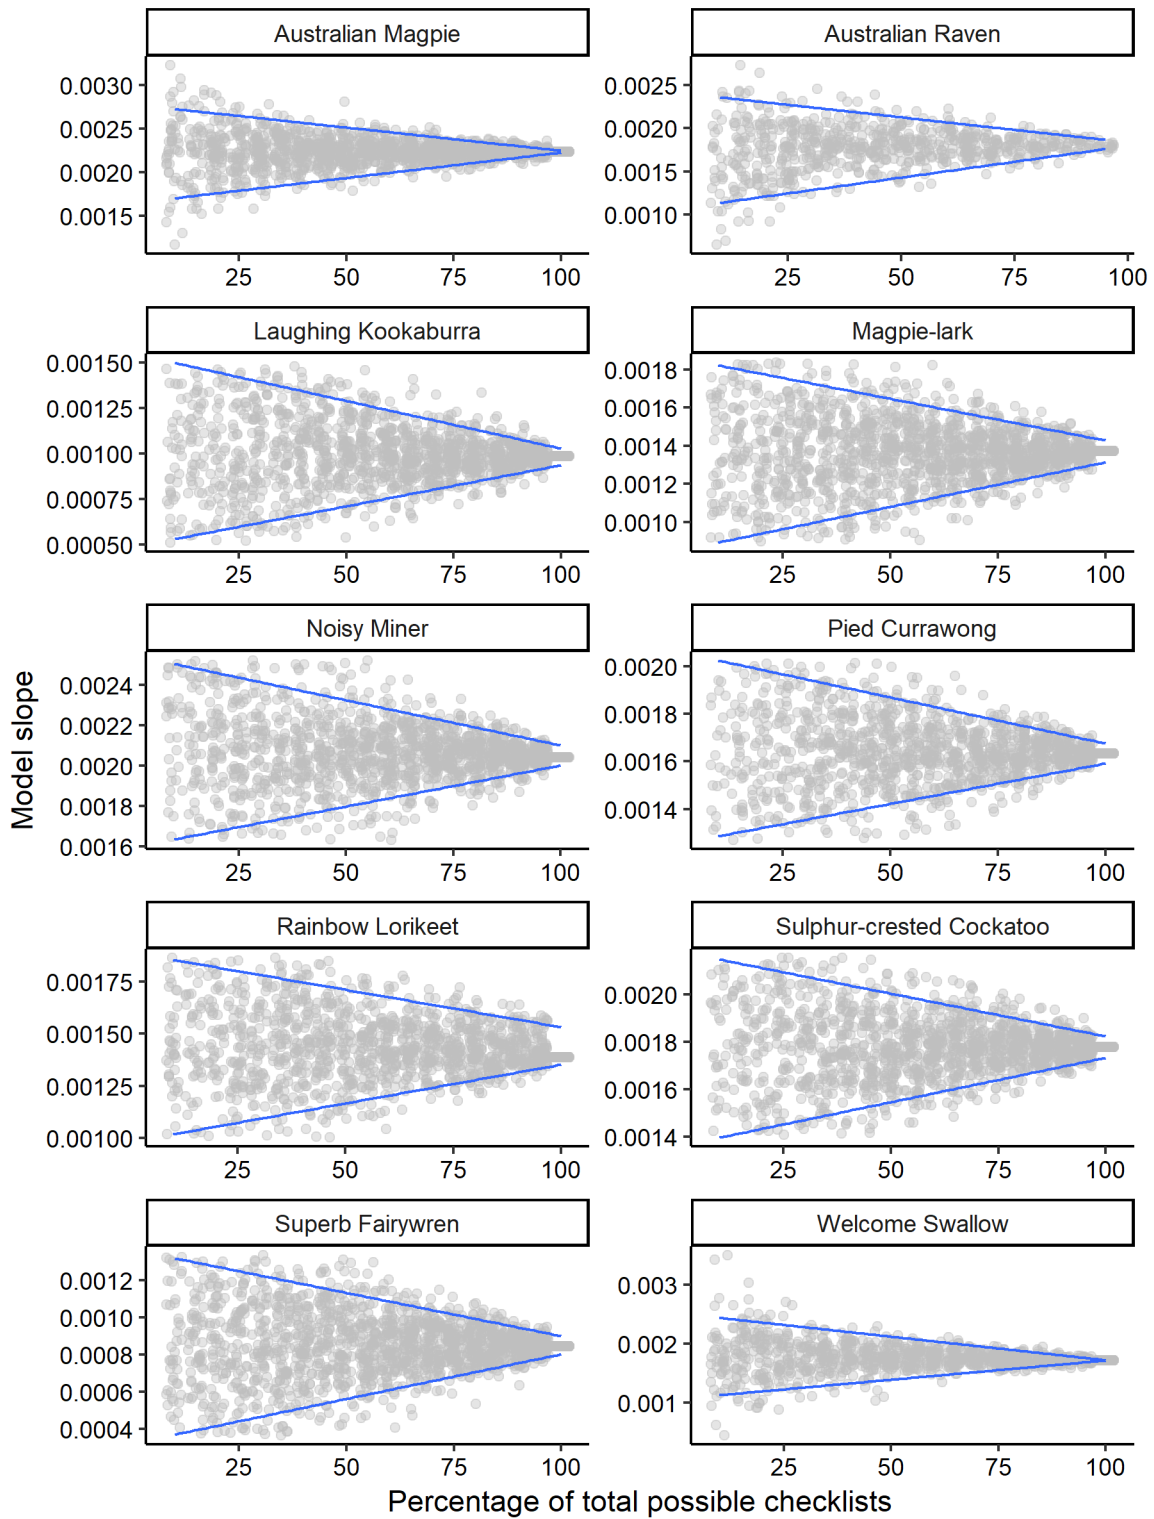 Australian Magpie
Australian Raven
0.0030
0.0025
0.0020
0.0015
0.0025
0.0020
0.0015
0.0010
25 50 75 100
25 50 75 100
Laughing Kookaburra
Magpie-lark
0.00150
0.00125
0.00100
0.00075
0.00050
0.0018
0.0016
0.0014
0.0012
0.0010
25 50 75 100
25 50 75 100
Noisy Miner
Pied Currawong
Model slope
0.0024
0.0022
0.0020
0.0018
0.0016
0.0020
0.0018
0.0016
0.0014
25 50 75 100
25 50 75 100
Rainbow Lorikeet
Sulphur-crested Cockatoo
0.00175
0.00150
0.00125
0.00100
0.0020
0.0018
0.0016
0.0014
25 50 75 100
25 50 75 100
Superb Fairywren
Welcome Swallow
0.0012
0.0010
0.0008
0.0006
0.0004
0.003
0.002
0.001
25 50 75 100
25 50 75 100
Percentage of total possible checklists